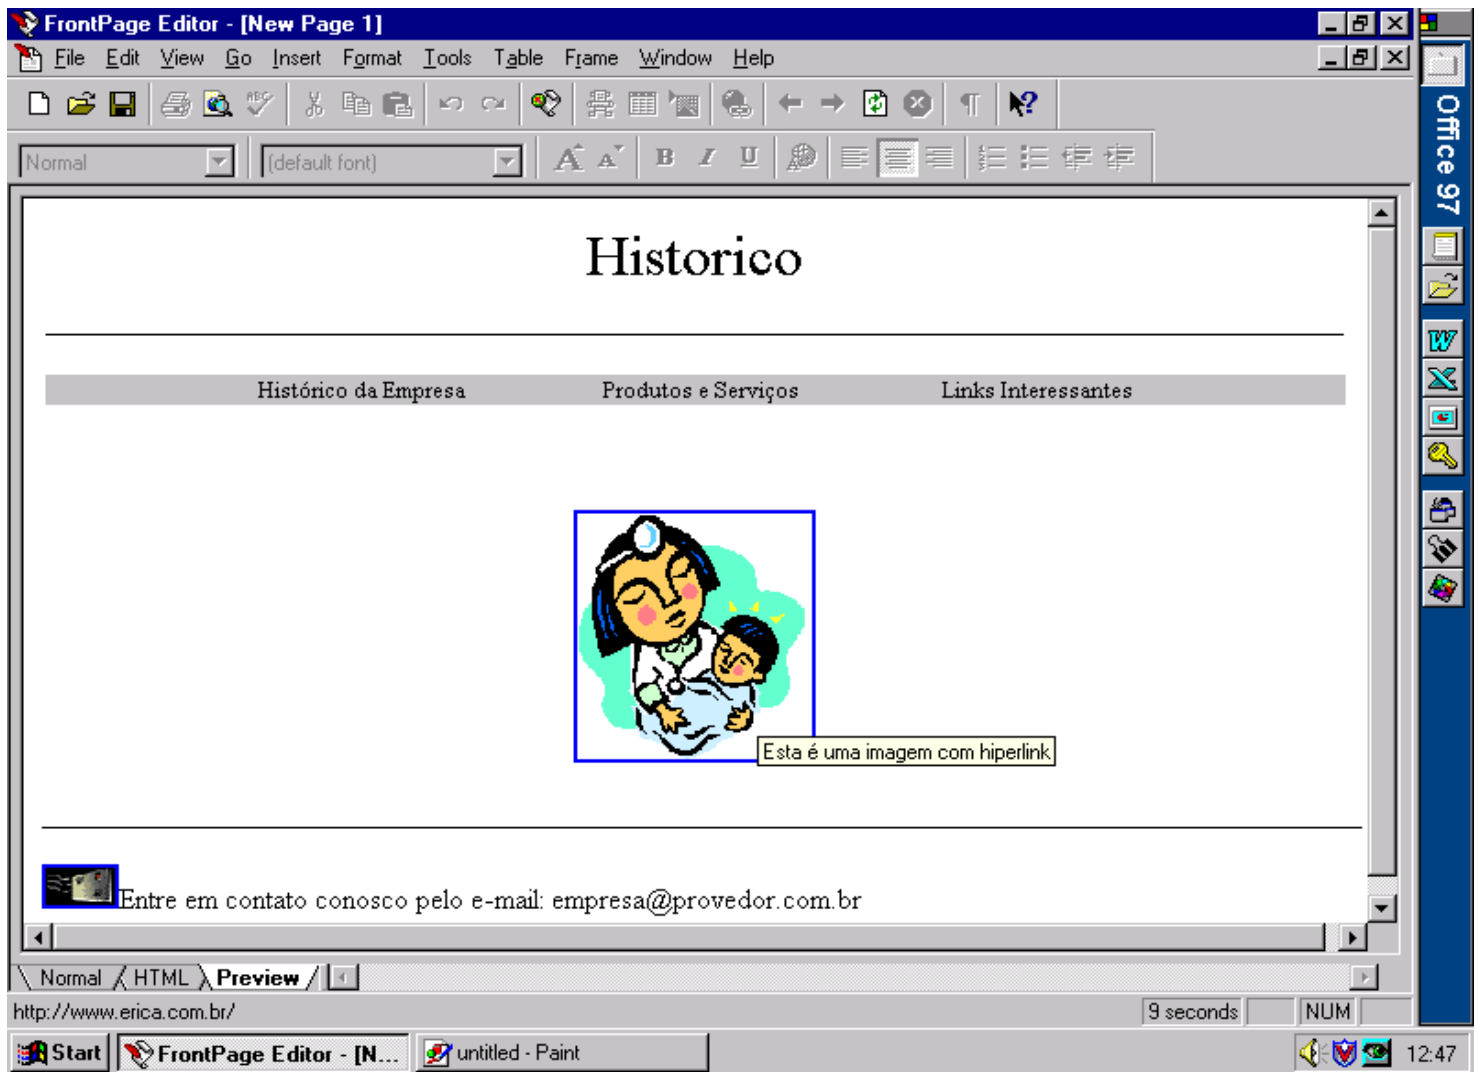 FrontPage Editor - [New Page 1]
File Edit View Go Insert Format Tools Table Frame Window Help
ABC
Normal (default font) A A B I U
Office 97
Historico
Histórico da Empresa Produtos e Serviços Links Interessantes
Esta é uma imagem com hiperlink
Entre em contato conosco pelo e-mail: empresa@provedor.com.br
Normal HTML Preview
http://www.erica.com.br/ 9 seconds NUM
Start FrontPage Editor - [N... untitled - Paint 12:47